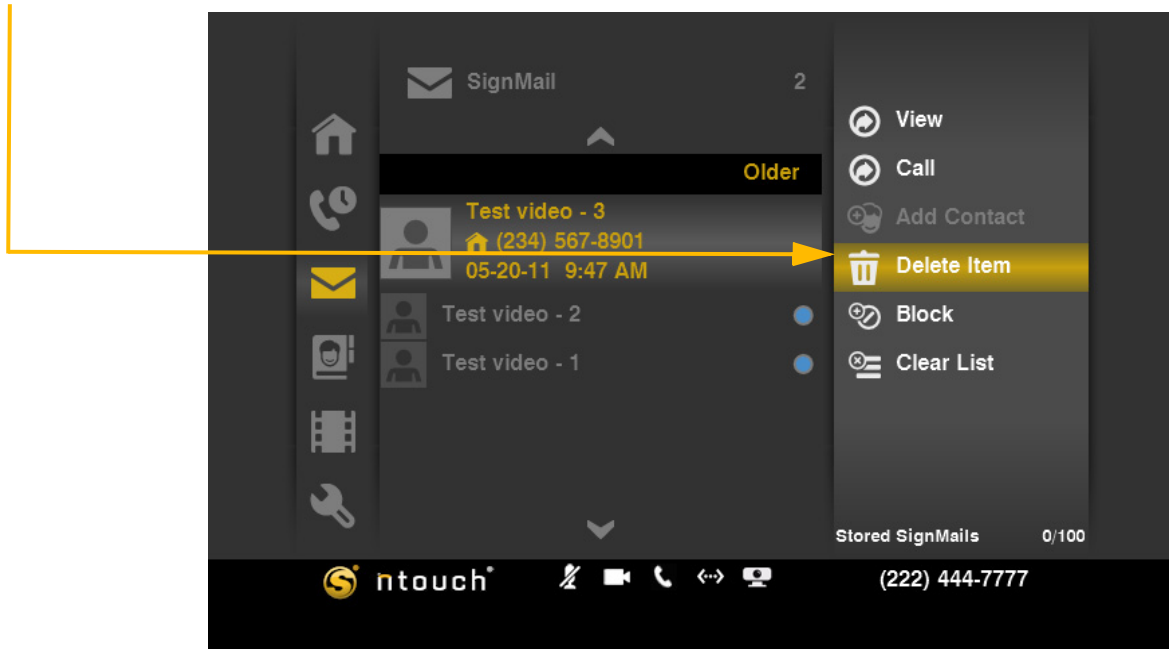 SignMail 2
Older
Test video - 3
(234) 567-8901
05-20-11 9:47 AM
Test video - 2
Test video - 1
View
Call
Add Contact
Delete Item
Block
Clear List
Stored SignMails 0/100
S ntouch (222) 444-7777